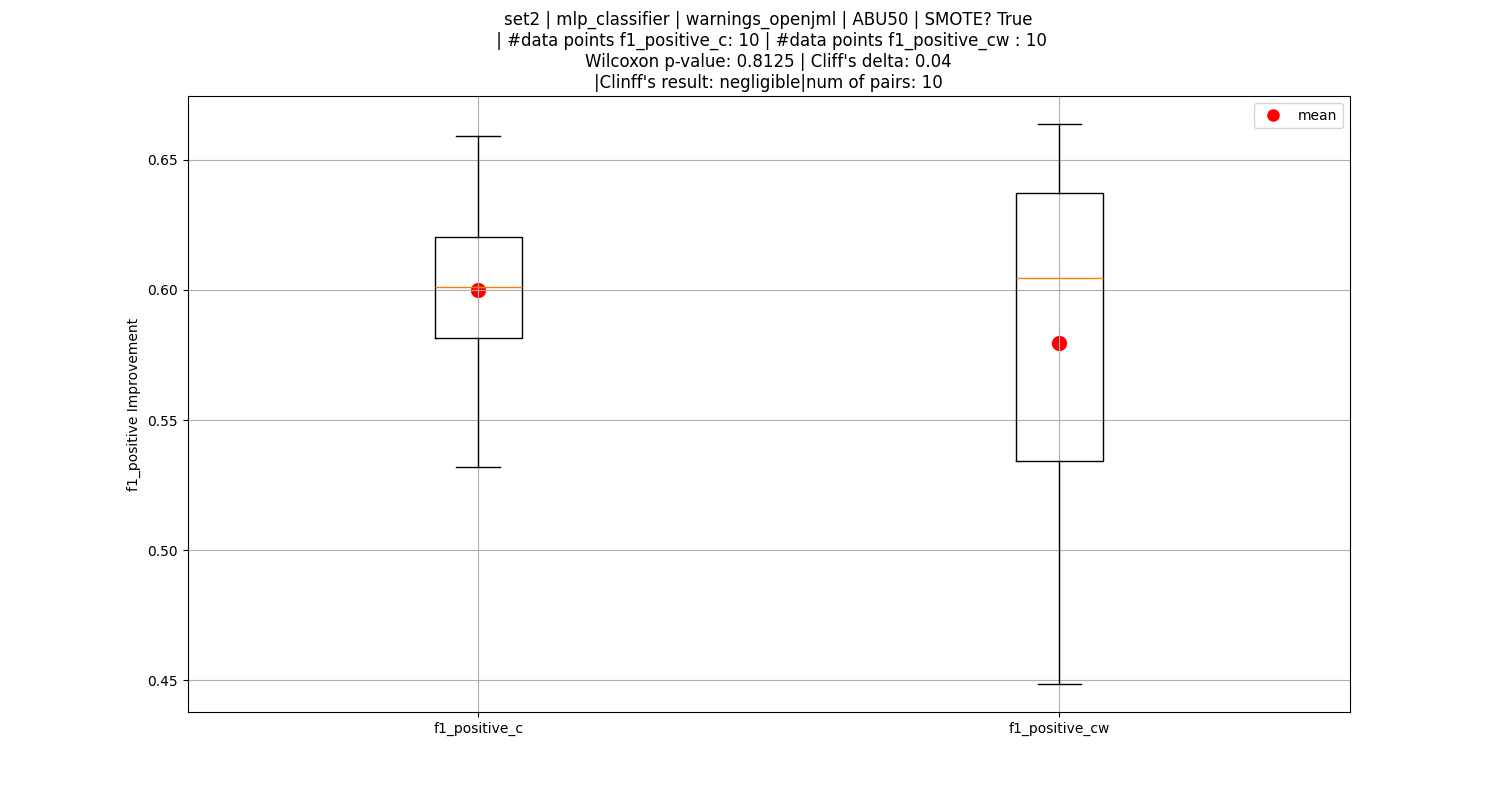 set2 | mlp_classifier | warnings_openjml | ABU50 | SMOTE? True
| #data points f1_positive_c: 10 | #data points f1_positive_cw : 10
Wilcoxon p-value: 0.8125 | Cliff's delta: 0.04
|Clinff's result: negligible|num of pairs: 10
mean
f1_positive Improvement
0.65
0.60
0.55
0.50
0.45
f1_positive_c
f1_positive_cw